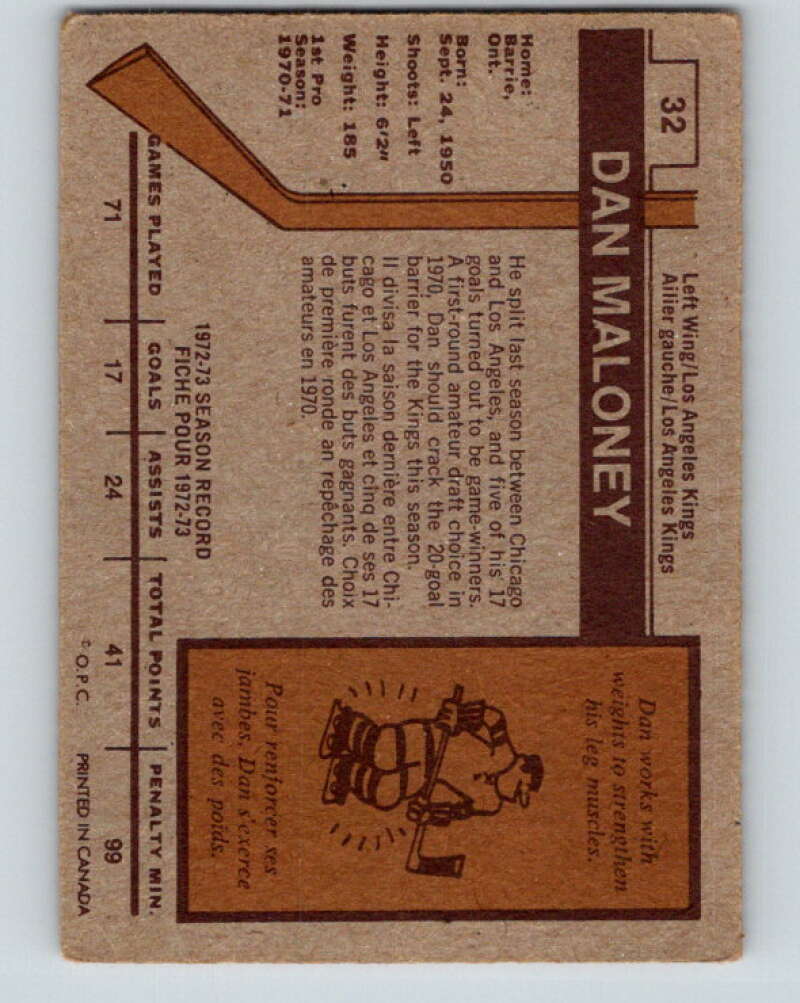 32
Left Wing/Los Angeles Kings
Ailier gauche/Los Angeles Kings
DAN MALONEY
Home:
Barrie,
Ont.
Born:
Sept. 24, 1950
Shoots: Left
Height: 6'2"
Weight: 185
1st Pro
Season:
1970-71
He split last season between Chicago
and Los Angeles, and five of his 17
goals turned out to be game-winners.
A first-round amateur draft choice in
1970, Dan should crack the 20-goal
barrier for the Kings this season.
Il divisa la saison dernière entre Chi-
cago et Los Angeles et cinq de ses 17
buts furent des buts gagnants. Choix
de première ronde an repêchage des
amateurs en 1970.
Dan works with
weights to strengthen
his leg muscles.
Pour renforcer ses
jambes, Dan s'exerce
avec des poids.
1972-73 SEASON RECORD
FICHE POUR 1972-73
GAMES PLAYED GOALS ASSISTS TOTAL POINTS PENALTY MIN.
71 17 24 41 99
© O.P.C. PRINTED IN CANADA